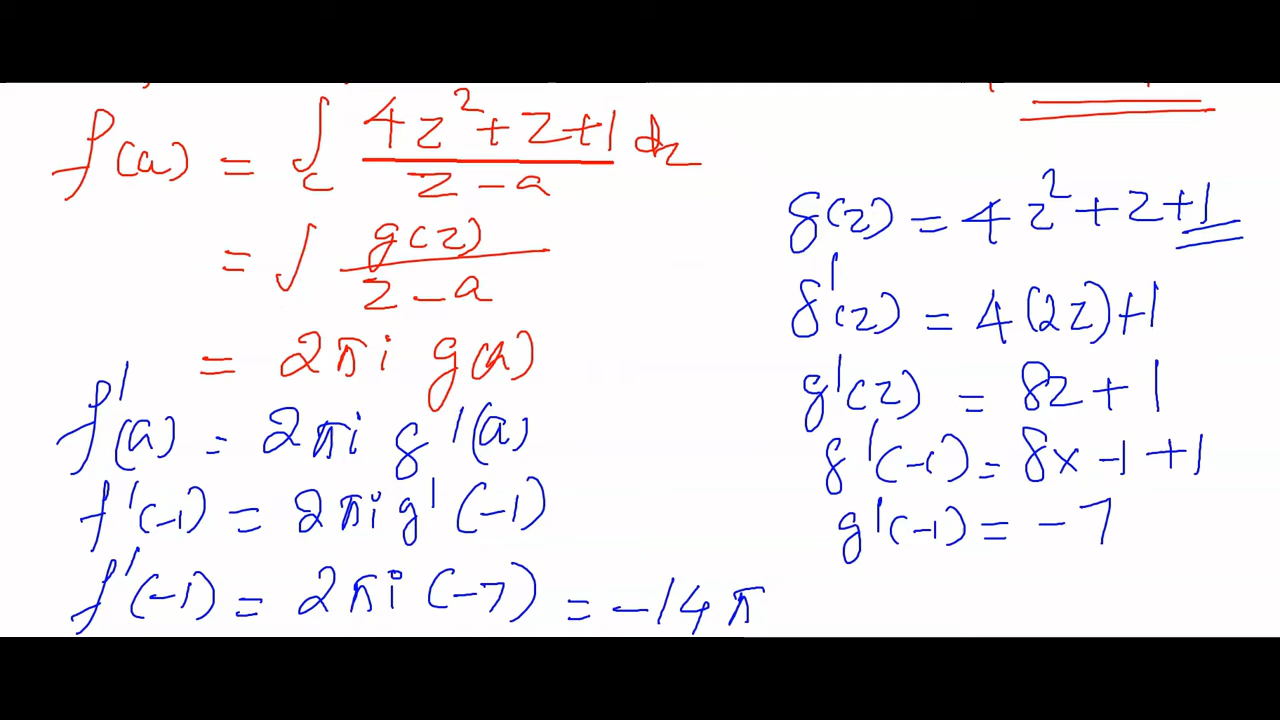 f(a) = ∫_C (4z² + z + 1)/(z - a) dz
= ∫ g(z)/(z - a)
= 2πi g(a)
f'(a) = 2πi g'(a)
f'(-1) = 2πi g'(-1)
f'(-1) = 2πi (-7) = -14π
g(z) = 4z² + z + 1
g'(z) = 4(2z) + 1
g'(z) = 8z + 1
g'(-1) = 8x -1 + 1
g'(-1) = -7